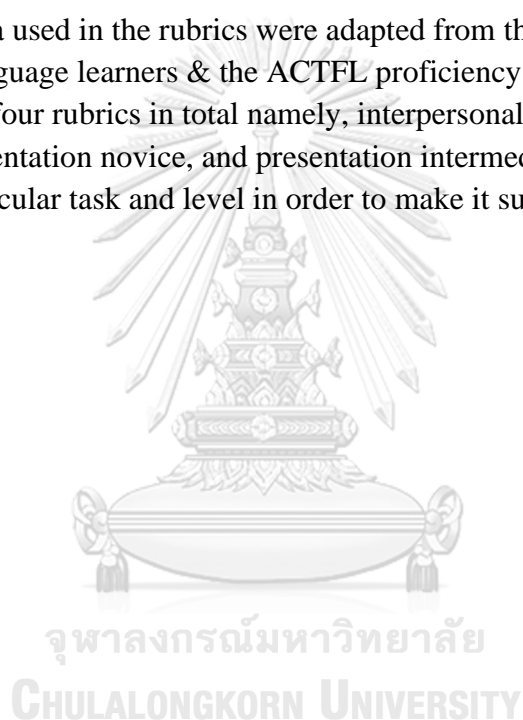 used in the rubrics were adapted from th
guage learners & the ACTFL proficiency
four rubrics in total namely, interpersonal
entation novice, and presentation intermed
cular task and level in order to make it su
จุฬาลงกรณ์มหาวิทยาลัย
CHULALONGKORN UNIVERSITY